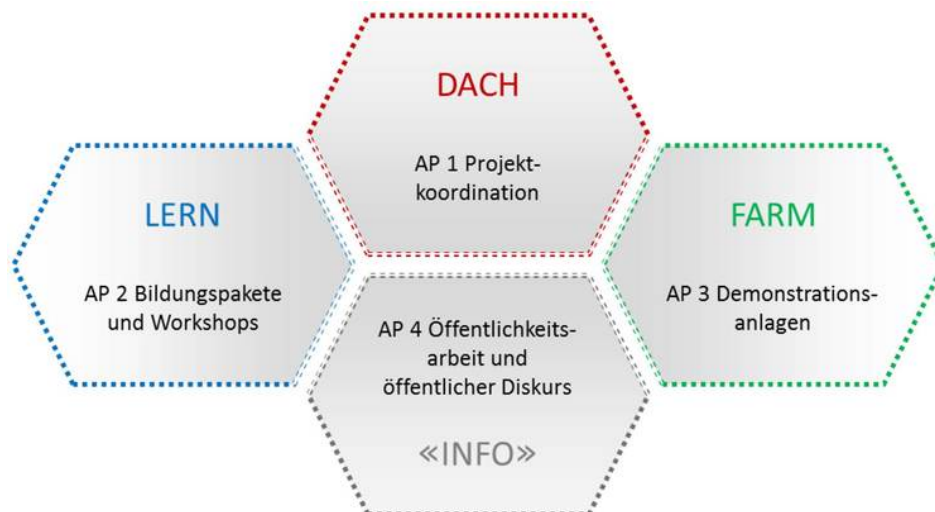 DACH
AP 1 Projekt-
koordination
LERN
AP 2 Bildungspakete
und Workshops
FARM
AP 3 Demonstrations-
anlagen
AP 4 Öffentlichkeits-
arbeit und
öffentlicher Diskurs
«INFO»